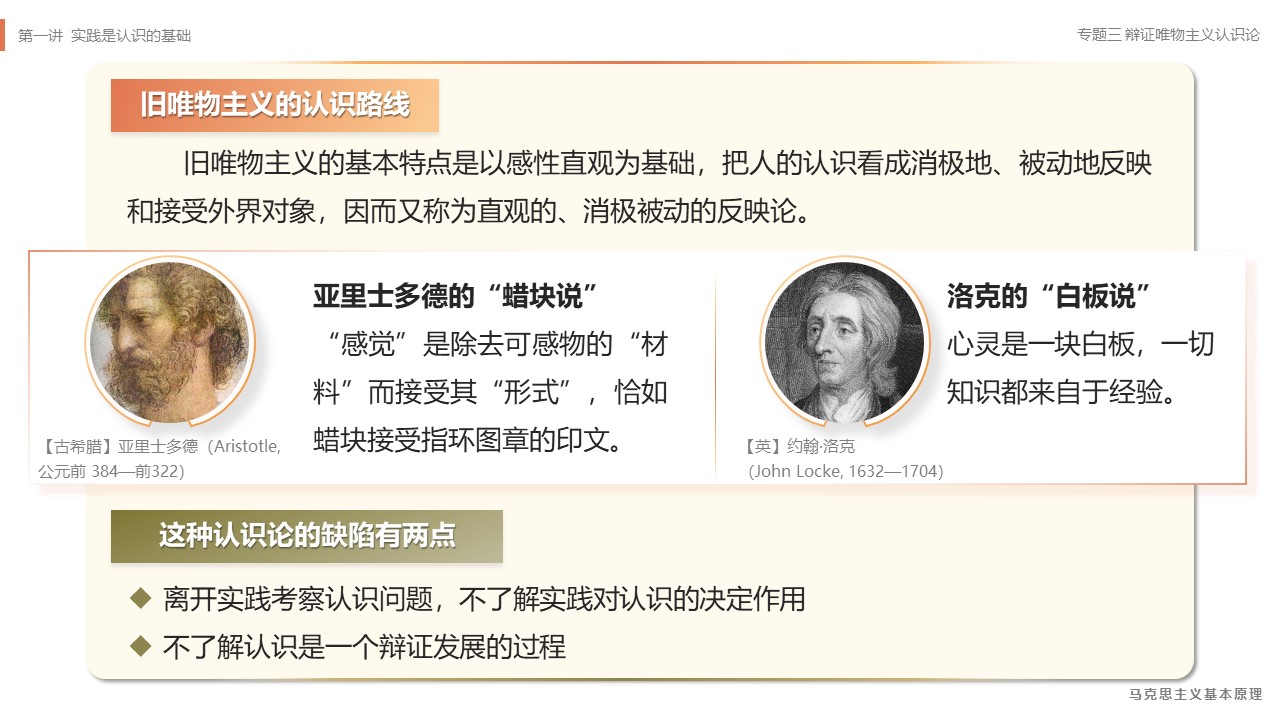 第一讲 实践是认识的基础
专题三 辩证唯物主义认识论
旧唯物主义的认识路线
旧唯物主义的基本特点是以感性直观为基础，把人的认识看成消极地、被动地反映
和接受外界对象，因而又称为直观的、消极被动的反映论。
亚里士多德的“蜡块说”
“感觉”是除去可感物的“材
料”而接受其“形式”，恰如
蜡块接受指环图章的印文。
【古希腊】亚里士多德（Aristotle,
公元前 384—前322）
洛克的“白板说”
心灵是一块白板，一切
知识都来自于经验。
【英】约翰·洛克
（John Locke, 1632—1704）
这种认识论的缺陷有两点
离开实践考察认识问题，不了解实践对认识的决定作用
不了解认识是一个辩证发展的过程
马克思主义基本原理